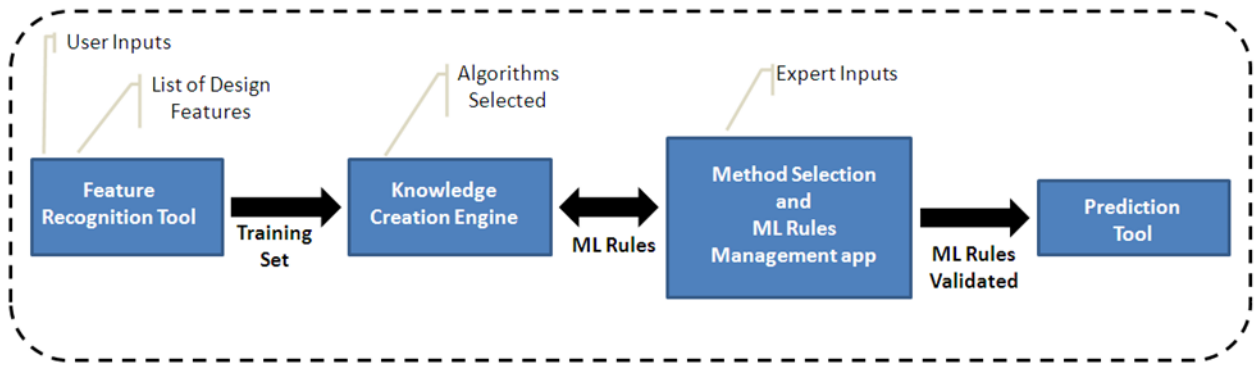 User Inputs
List of Design
Features
Algorithms
Selected
Expert Inputs
Feature
Recognition Tool
Training
Set
Knowledge
Creation Engine
ML Rules
Method Selection
and
ML Rules
Management app
ML Rules
Validated
Prediction
Tool